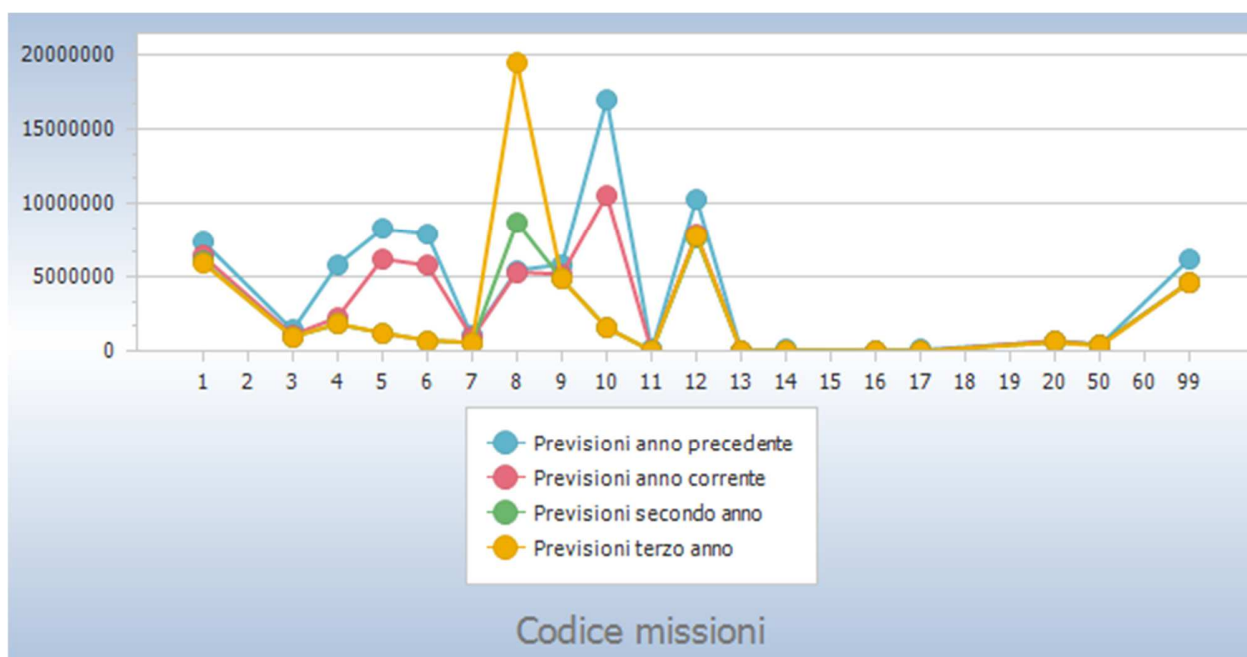 20000000
15000000
10000000
5000000
0
1 2 3 4 5 6 7 8 9 10 11 12 13 14 15 16 17 18 19 20 50 60 99
Previsioni anno precedente
Previsioni anno corrente
Previsioni secondo anno
Previsioni terzo anno
Codice missioni